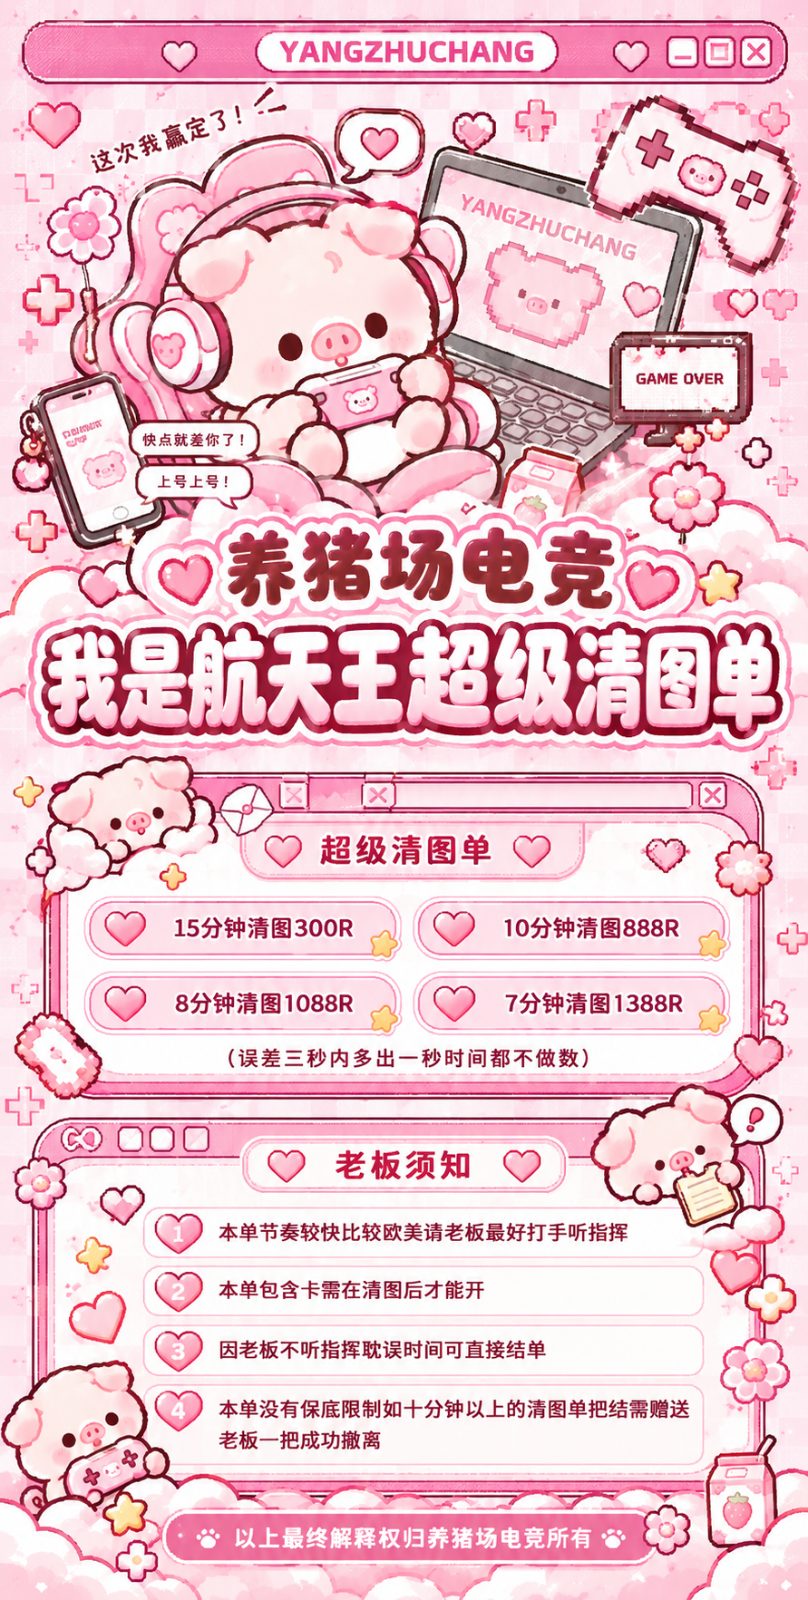 YANGZHUCHANG
这次我赢定了！
YANGZHUCHANG
GAME OVER
快点就差你了！
上号上号！
养猪场电竞
我是航天王超级清图单
超级清图单
15分钟清图300R
10分钟清图888R
8分钟清图1088R
7分钟清图1388R
（误差三秒内多出一秒时间都不做数）
老板须知
1 本单节奏较快比较欧美请老板最好打手听指挥
2 本单包含卡需在清图后才能开
3 因老板不听指挥耽误时间可直接结单
4 本单没有保底限制如十分钟以上的清图单把结需赠送
老板一把成功撤离
以上最终解释权归养猪场电竞所有